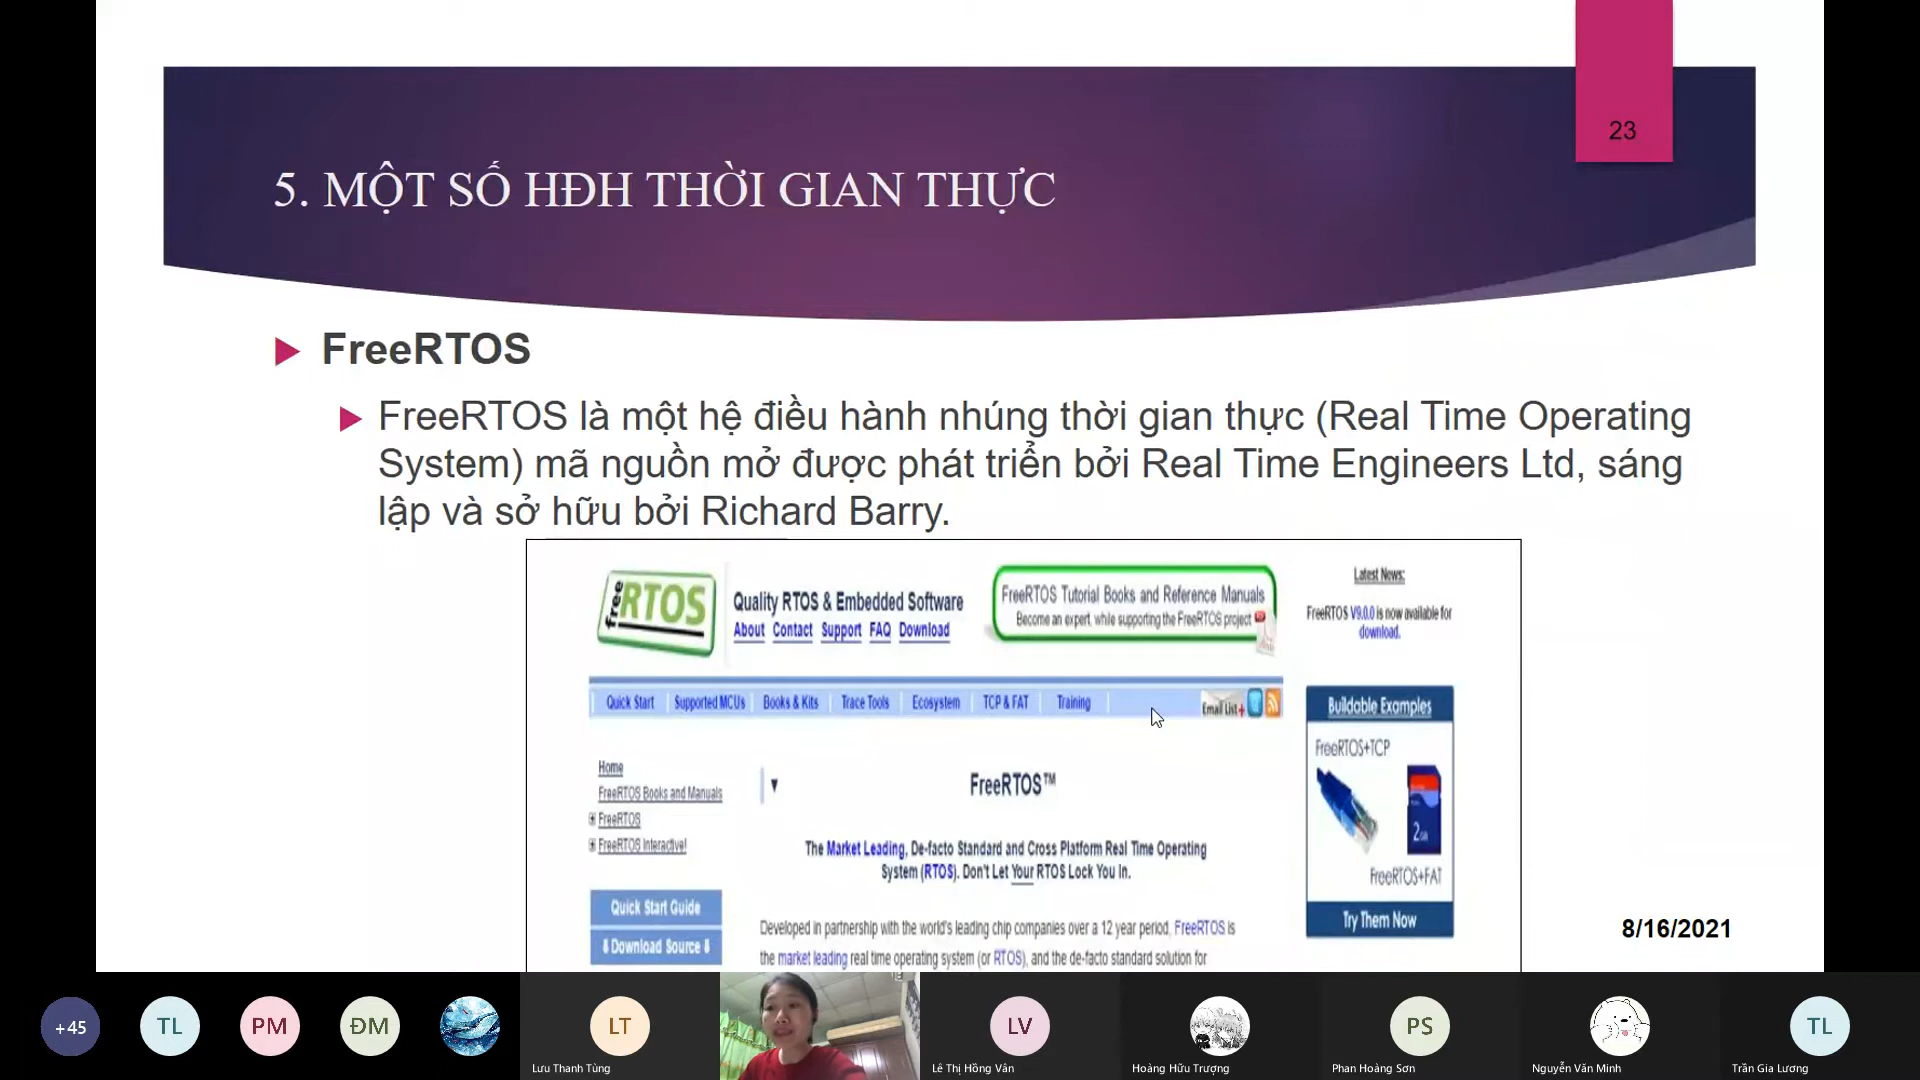 23
5. MỘT SỐ HĐH THỜI GIAN THỰC
FreeRTOS
FreeRTOS là một hệ điều hành nhúng thời gian thực (Real Time Operating
System) mã nguồn mở được phát triển bởi Real Time Engineers Ltd, sáng
lập và sở hữu bởi Richard Barry.
free RTOS
Quality RTOS & Embedded Software
About Contact Support FAQ Download
FreeRTOS Tutorial Books and Reference Manuals
Become an expert, while supporting the FreeRTOS project
Latest News:
FreeRTOS V9.0.0 is now available for
download.
Quick Start Supported MCUs Books & Kits Trace Tools Ecosystem TCP & FAT Training Email List
Buildable Examples
FreeRTOS+TCP
2GB
FreeRTOS+FAT
Try Them Now
Home
FreeRTOS Books and Manuals
FreeRTOS
FreeRTOS Interactive!
Quick Start Guide
Download Source
FreeRTOS™
The Market Leading, De-facto Standard and Cross Platform Real Time Operating
System (RTOS). Don't Let Your RTOS Lock You In.
Developed in partnership with the world's leading chip companies over a 12 year period, FreeRTOS is
the market leading real time operating system (or RTOS), and the de-facto standard solution for
8/16/2021
+45
TL
PM
ĐM
LT
Lưu Thanh Tùng
LV
Lê Thị Hồng Vân
Hoàng Hữu Trượng
PS
Phan Hoàng Sơn
Nguyễn Văn Minh
TL
Trần Gia Lương